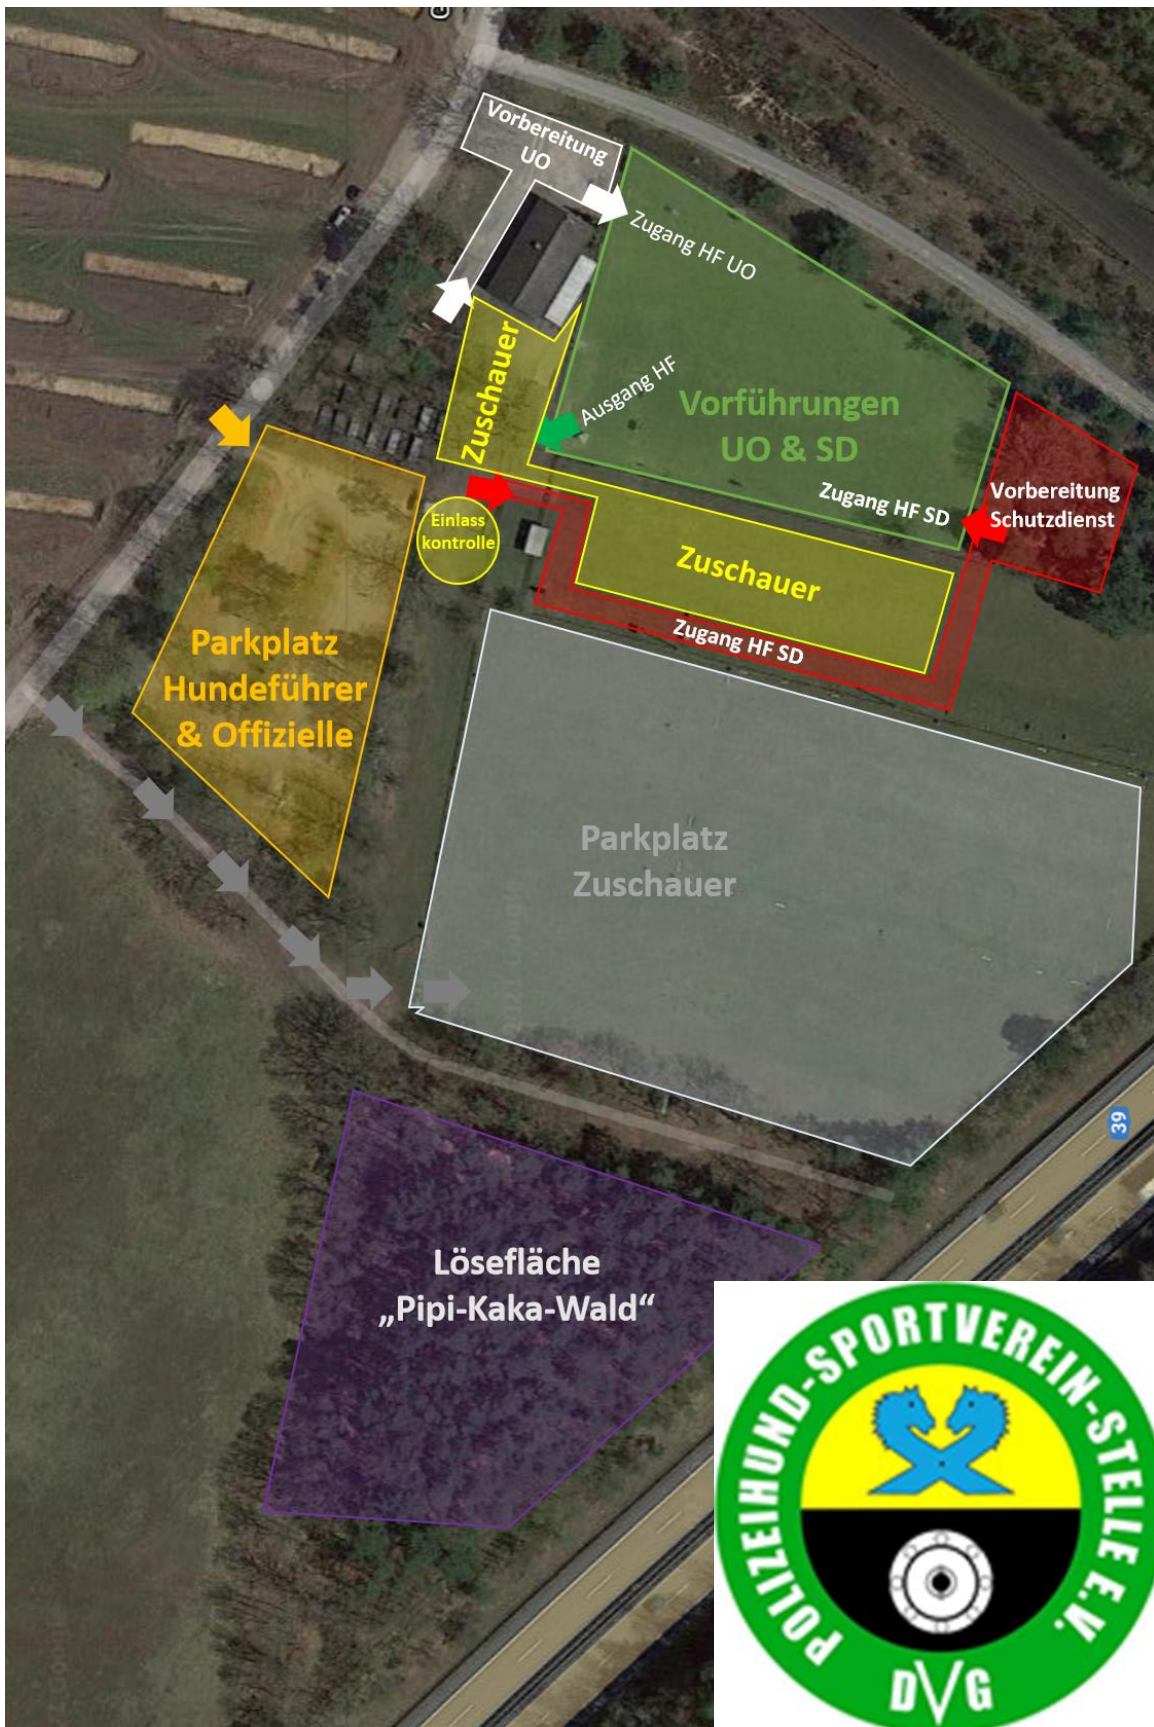 G
Vorbereitung
UO
Zugang HF UO
Zuschauer
Ausgang HF
Vorführungen
UO & SD
Zugang HF SD
Vorbereitung
Schutzdienst
Einlass
kontrolle
Zuschauer
Zugang HF SD
Parkplatz
Hundeführer
& Offizielle
Parkplatz
Zuschauer
39
Lösefläche
„Pipi-Kaka-Wald“
POLIZEIHUND-SPORTVEREIN-STELLE E.V.
DVG